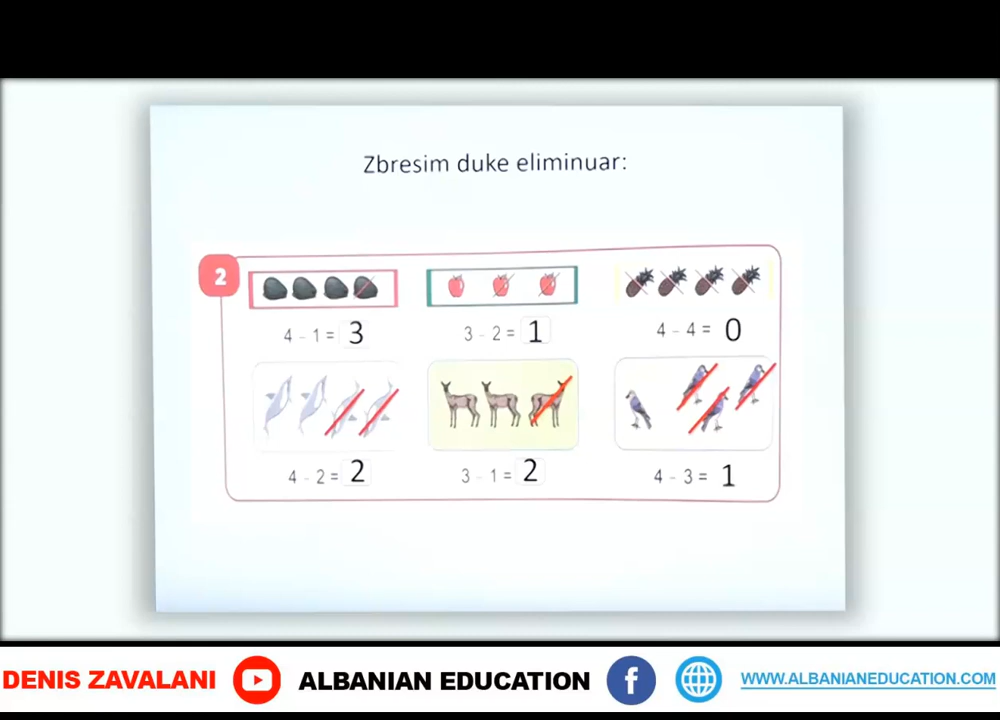 Zbresim duke eliminuar:
2
4 - 1 = 3
3 - 2 = 1
4 - 4 = 0
4 - 2 = 2
3 - 1 = 2
4 - 3 = 1
DENIS ZAVALANI
ALBANIAN EDUCATION
f
WWW.ALBANIANEDUCATION.COM